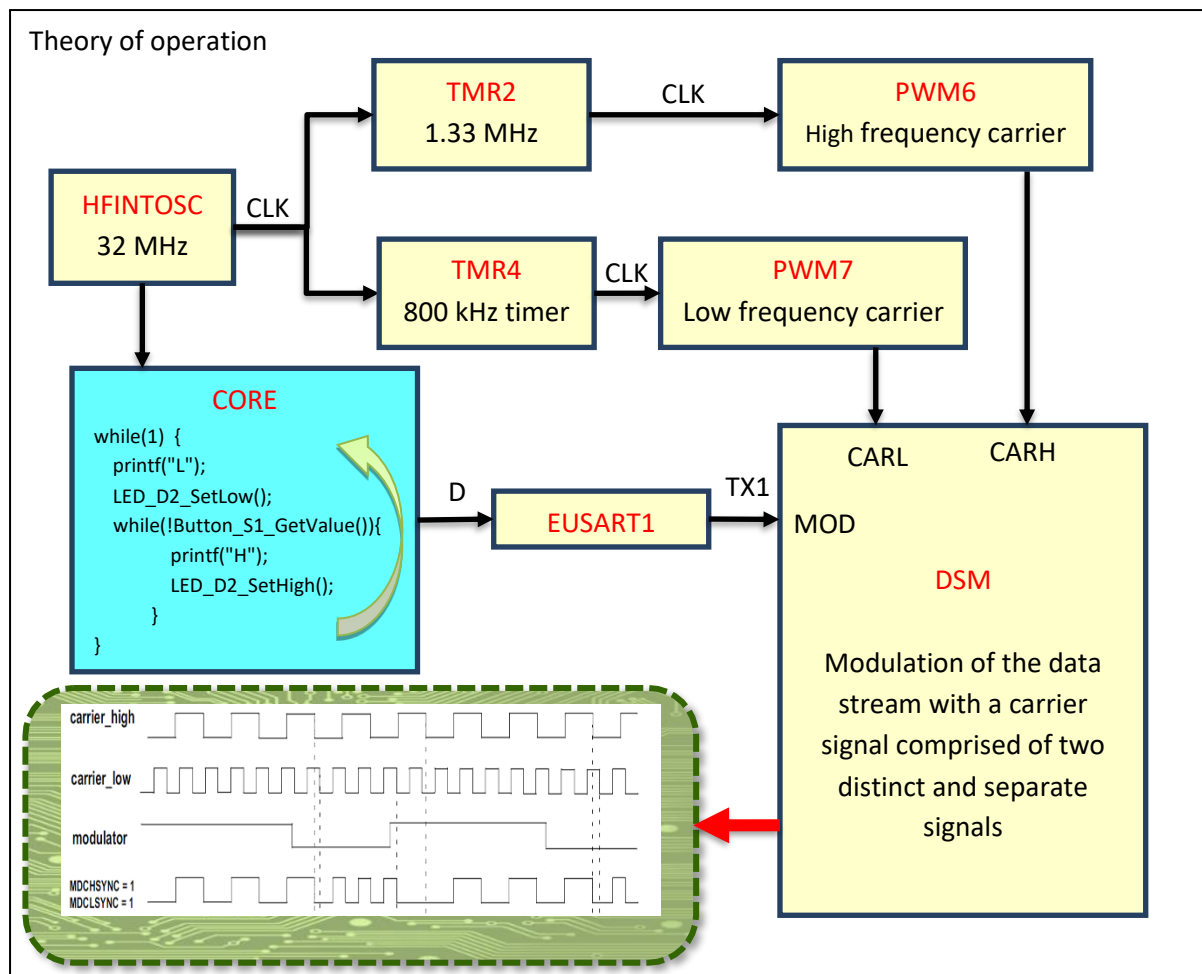 Theory of operation
TMR2
1.33 MHz
CLK
PWM6
High frequency carrier
HFINTOSC
32 MHz
CLK
TMR4
800 kHz timer
CLK
PWM7
Low frequency carrier
CORE
while(1) {
printf("L");
LED_D2_SetLow();
while(!Button_S1_GetValue()){
printf("H");
LED_D2_SetHigh();
}
}
D
EUSART1
TX1
CARL
CARH
MOD
DSM
Modulation of the data
stream with a carrier
signal comprised of two
distinct and separate
signals
carrier_high
carrier_low
modulator
MDCHSYNC = 1
MDCLSYNC = 1